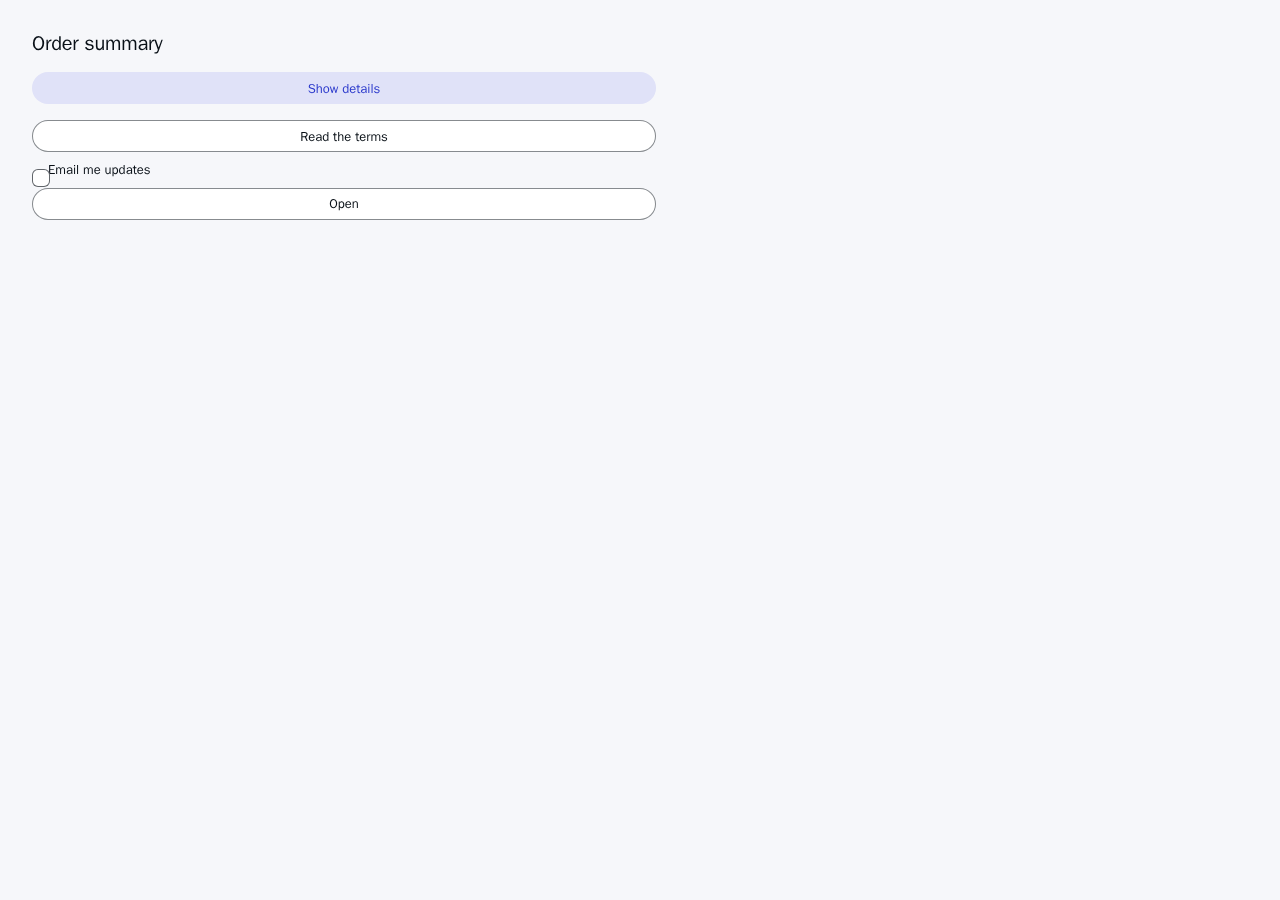 Order summary
Show details
Read the terms
Email me updates
Open